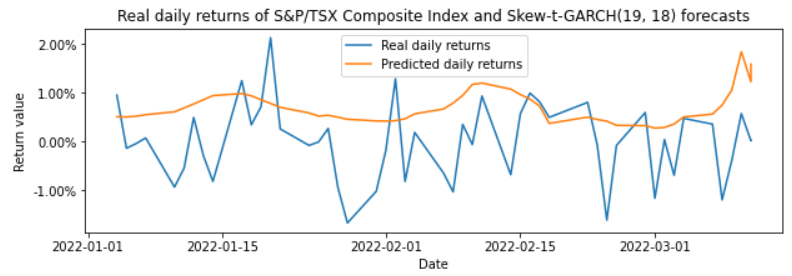 Real daily returns of S&P/TSX Composite Index and Skew-t-GARCH(19, 18) forecasts
Real daily returns
Predicted daily returns
2.00%
1.00%
0.00%
-1.00%
Return value
2022-01-01
2022-01-15
2022-02-01
2022-02-15
2022-03-01
Date